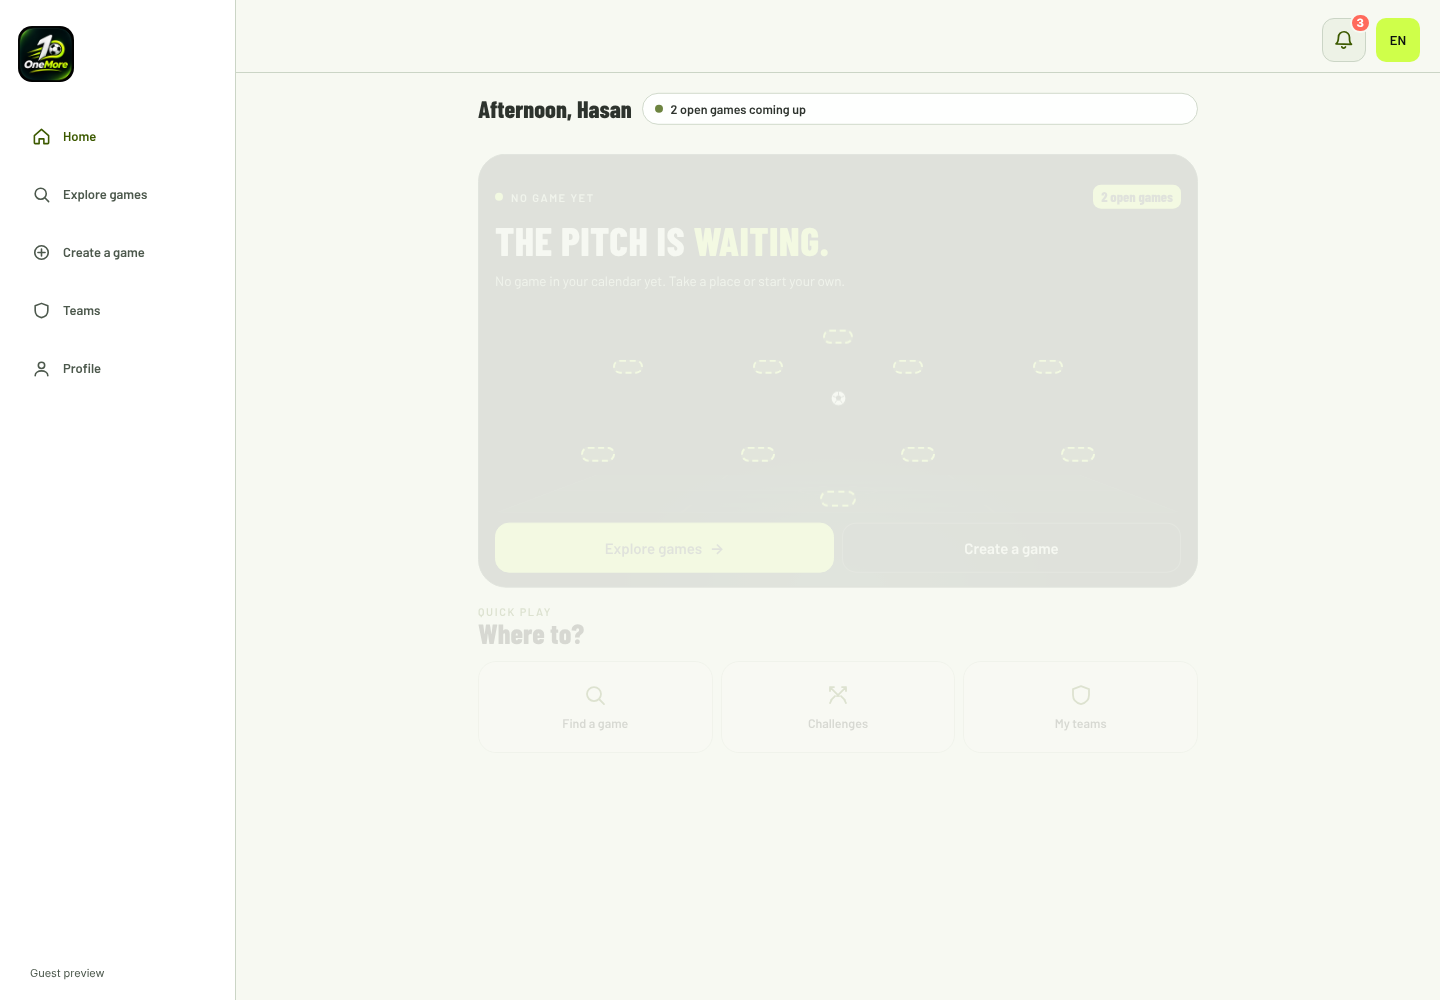 OneMore
3
EN
Home
Explore games
Create a game
Teams
Profile
Guest preview
Afternoon, Hasan
2 open games coming up
NO GAME YET
2 open games
THE PITCH IS WAITING.
No game in your calendar yet. Take a place or start your own.
Explore games
Create a game
QUICK PLAY
Where to?
Find a game
Challenges
My teams